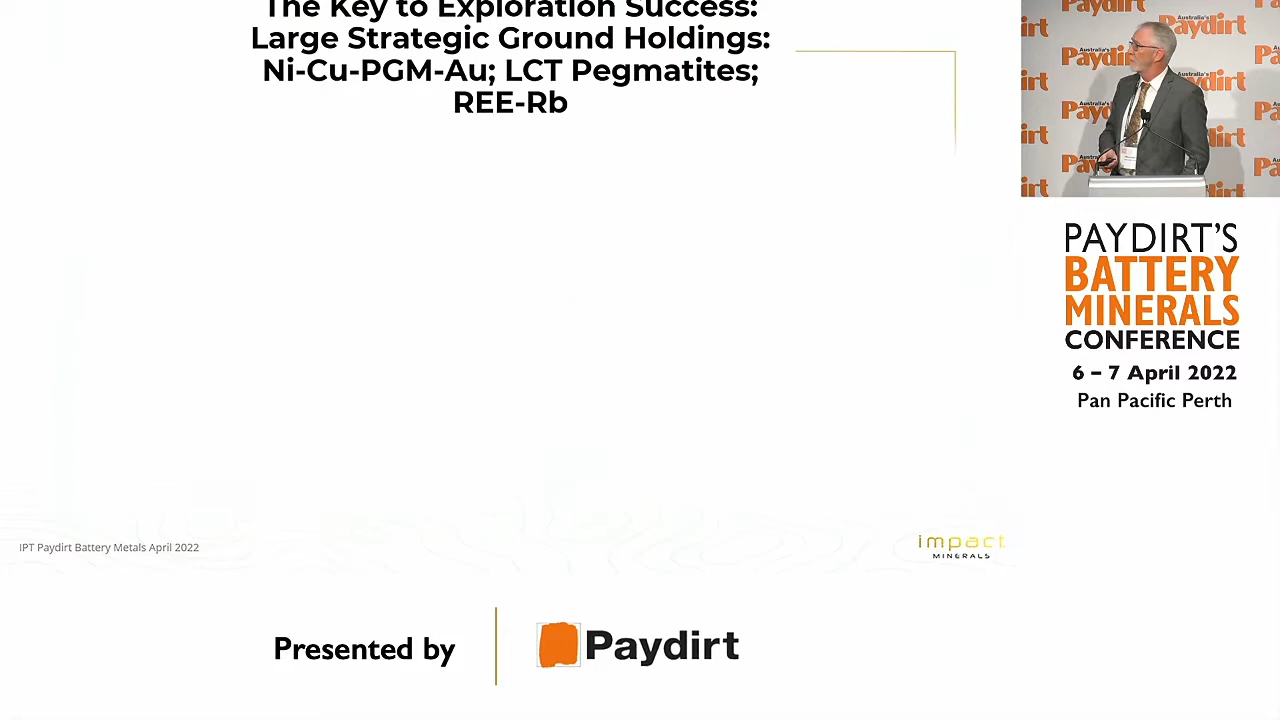 The Key to Exploration Success:
Large Strategic Ground Holdings:
Ni-Cu-PGM-Au; LCT Pegmatites;
REE-Rb
IPT Paydirt Battery Metals April 2022
impact
MINERALS
Presented by
Paydirt
Australia's
Paydirt
PAYDIRT'S
BATTERY
MINERALS
CONFERENCE
6 – 7 April 2022
Pan Pacific Perth